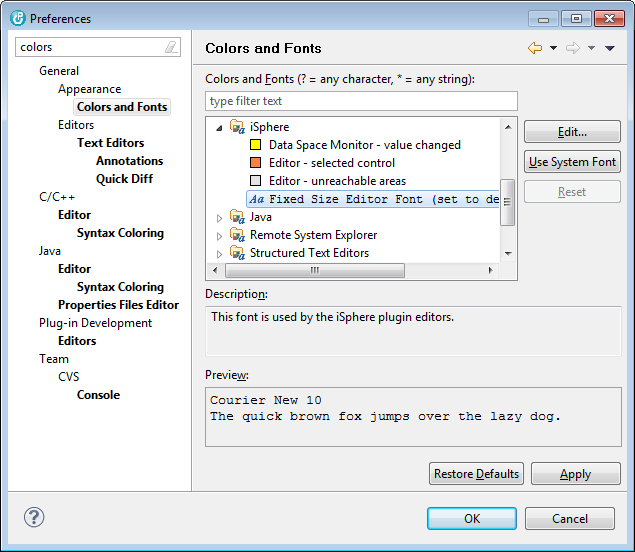 Preferences
colors
General
Appearance
Colors and Fonts
Editors
Text Editors
Annotations
Quick Diff
C/C++
Editor
Syntax Coloring
Java
Editor
Syntax Coloring
Properties Files Editor
Plug-in Development
Editors
Team
CVS
Console
Colors and Fonts
Colors and Fonts (? = any character, * = any string):
type filter text
iSphere
Data Space Monitor - value changed
Editor - selected control
Editor - unreachable areas
Aa Fixed Size Editor Font (set to de
Java
Remote System Explorer
Structured Text Editors
Edit...
Use System Font
Reset
Description:
This font is used by the iSphere plugin editors.
Preview:
Courier New 10
The quick brown fox jumps over the lazy dog.
Restore Defaults
Apply
OK
Cancel